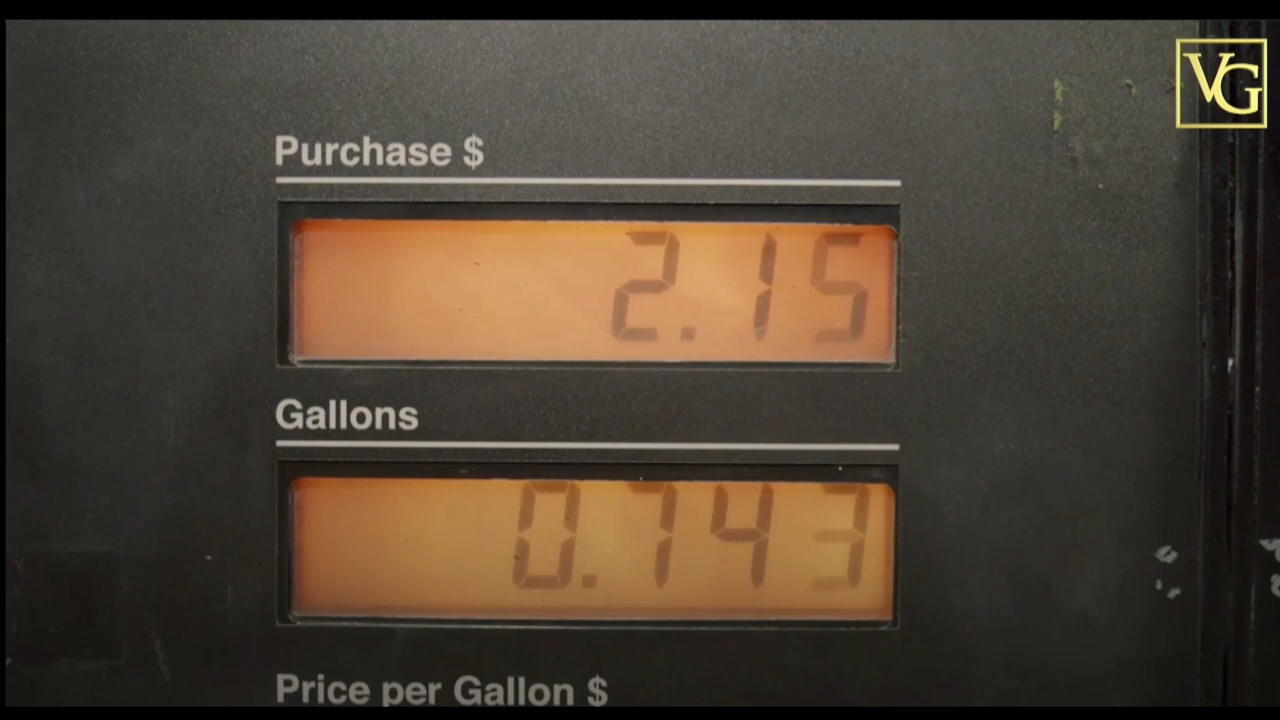 VG
Purchase $
2.15
Gallons
0.743
Price per Gallon $